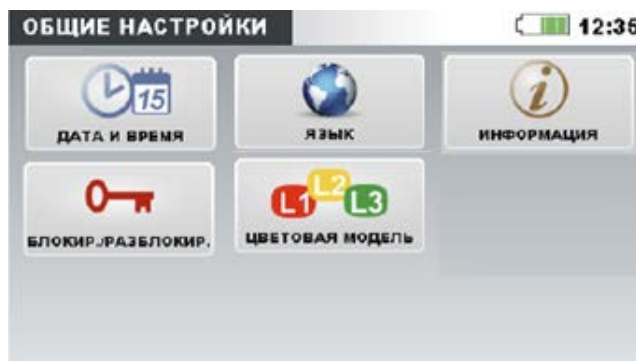 ОБЩИЕ НАСТРОЙКИ
12:35
15
ДАТА И ВРЕМЯ
ЯЗЫК
i
ИНФОРМАЦИЯ
БЛОКИР./РАЗБЛОКИР.
L1 L2 L3
ЦВЕТОВАЯ МОДЕЛЬ